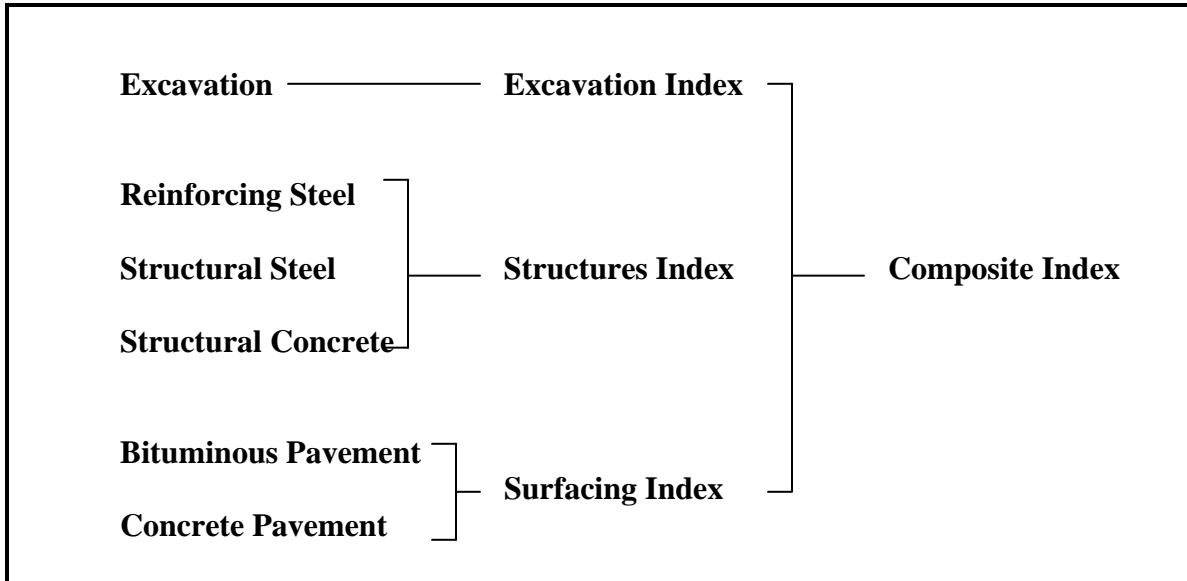 Excavation
Excavation Index
Reinforcing Steel
Structural Steel
Structures Index
Composite Index
Structural Concrete
Bituminous Pavement
Surfacing Index
Concrete Pavement